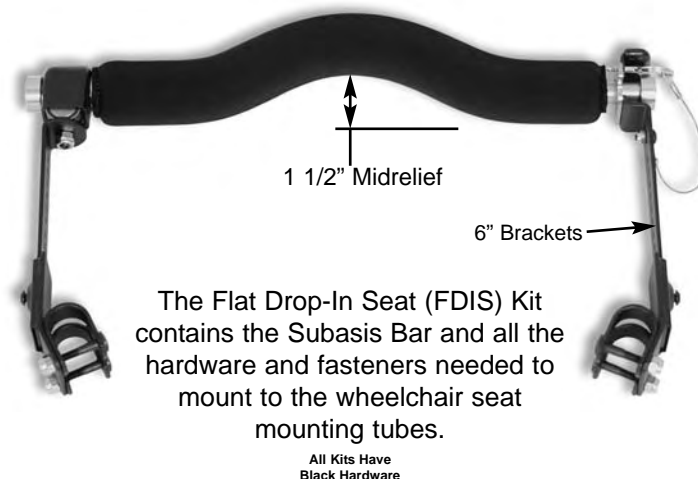 1 1/2” Midrelief
6” Brackets
The Flat Drop-In Seat (FDIS) Kit
contains the Subasis Bar and all the
hardware and fasteners needed to
mount to the wheelchair seat
mounting tubes.
All Kits Have
Black Hardware